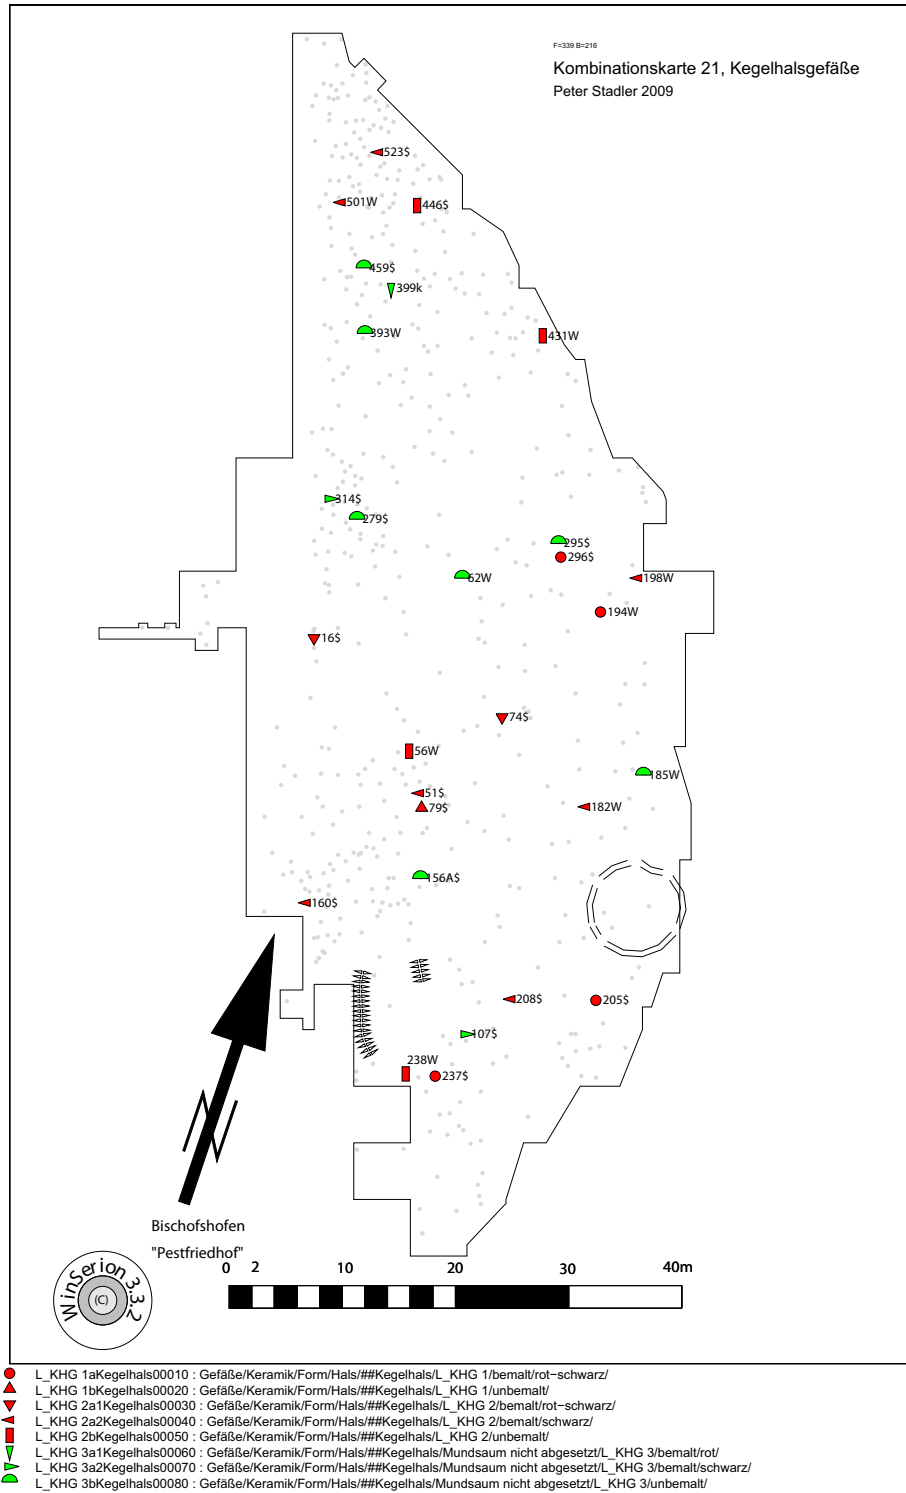 F=339 B=216
Kombinationskarte 21, Kegelhalsgefäße
Peter Stadler 2009
523$
501W
446$
459$
399k
393W
431W
314$
279$
295$
296$
62W
198W
194W
16$
74$
56W
185W
51$
79$
182W
156A$
160$
208$
205$
107$
238W
237$
Bischofshofen
"Pestfriedhof"
WinSerion 3.3.2
(C)
0 2 10 20 30 40m
L_KHG 1aKegelhals00010 : Gefäße/Keramik/Form/Hals/##Kegelhals/L_KHG 1/bemalt/rot-schwarz/
L_KHG 1bKegelhals00020 : Gefäße/Keramik/Form/Hals/##Kegelhals/L_KHG 1/unbemalt/
L_KHG 2a1Kegelhals00030 : Gefäße/Keramik/Form/Hals/##Kegelhals/L_KHG 2/bemalt/rot-schwarz/
L_KHG 2a2Kegelhals00040 : Gefäße/Keramik/Form/Hals/##Kegelhals/L_KHG 2/bemalt/schwarz/
L_KHG 2bKegelhals00050 : Gefäße/Keramik/Form/Hals/##Kegelhals/L_KHG 2/unbemalt/
L_KHG 3a1Kegelhals00060 : Gefäße/Keramik/Form/Hals/##Kegelhals/Mundsaum nicht abgesetzt/L_KHG 3/bemalt/rot/
L_KHG 3a2Kegelhals00070 : Gefäße/Keramik/Form/Hals/##Kegelhals/Mundsaum nicht abgesetzt/L_KHG 3/bemalt/schwarz/
L_KHG 3bKegelhals00080 : Gefäße/Keramik/Form/Hals/##Kegelhals/Mundsaum nicht abgesetzt/L_KHG 3/unbemalt/